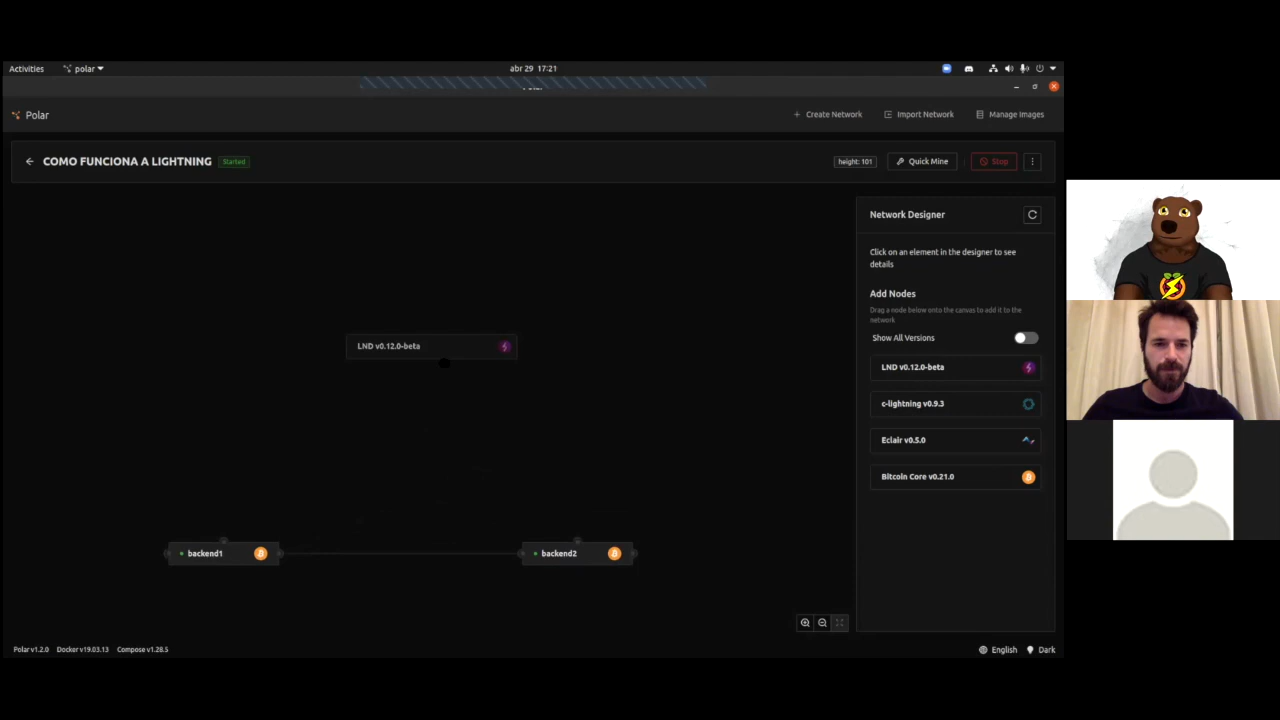 Activities
polar
abr 29 17:21
Polar
Create Network
Import Network
Manage Images
COMO FUNCIONA A LIGHTNING
Started
height: 101
Quick Mine
Stop
Network Designer
Click on an element in the designer to see
details
Add Nodes
Drag a node below onto the canvas to add it to the
network
Show All Versions
LND v0.12.0-beta
LND v0.12.0-beta
c-lightning v0.9.3
Eclair v0.5.0
Bitcoin Core v0.21.0
backend1
backend2
Polar v1.2.0
Docker v19.03.13
Compose v1.28.5
English
Dark